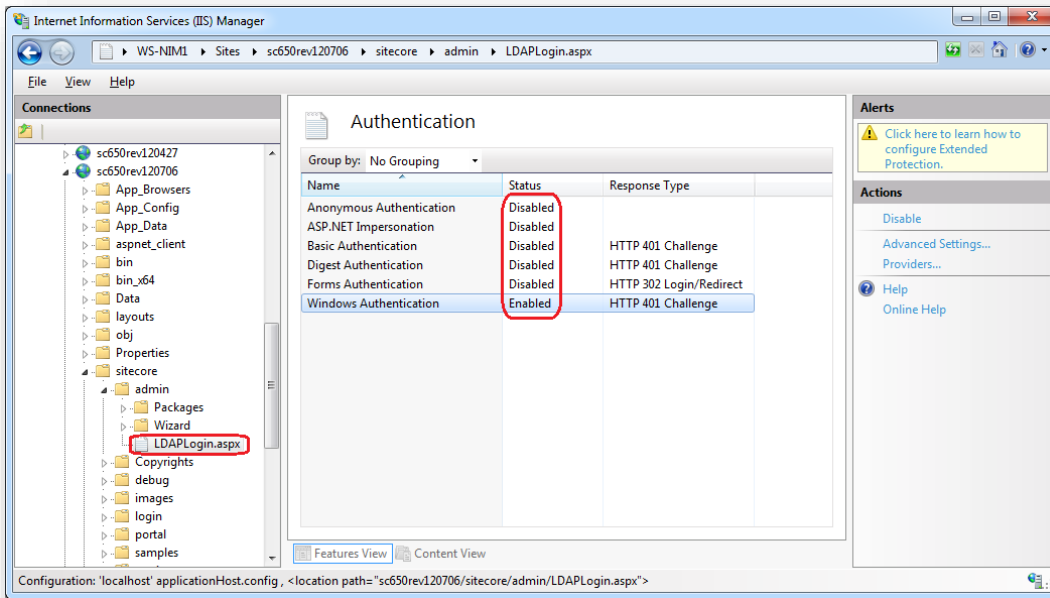 Internet Information Services (IIS) Manager
WS-NIM1 Sites sc650rev120706 sitecore admin LDAPLogin.aspx
File View Help
Connections
sc650rev120427
sc650rev120706
App_Browsers
App_Config
App_Data
aspnet_client
bin
bin_x64
Data
layouts
obj
Properties
sitecore
admin
Packages
Wizard
LDAPLogin.aspx
Copyrights
debug
images
login
portal
samples
Authentication
Group by: No Grouping
Name Status Response Type
Anonymous Authentication Disabled
ASP.NET Impersonation Disabled
Basic Authentication Disabled HTTP 401 Challenge
Digest Authentication Disabled HTTP 401 Challenge
Forms Authentication Disabled HTTP 302 Login/Redirect
Windows Authentication Enabled HTTP 401 Challenge
Features View Content View
Alerts
Click here to learn how to
configure Extended
Protection.
Actions
Disable
Advanced Settings...
Providers...
Help
Online Help
Configuration: 'localhost' applicationHost.config , <location path="sc650rev120706/sitecore/admin/LDAPLogin.aspx">